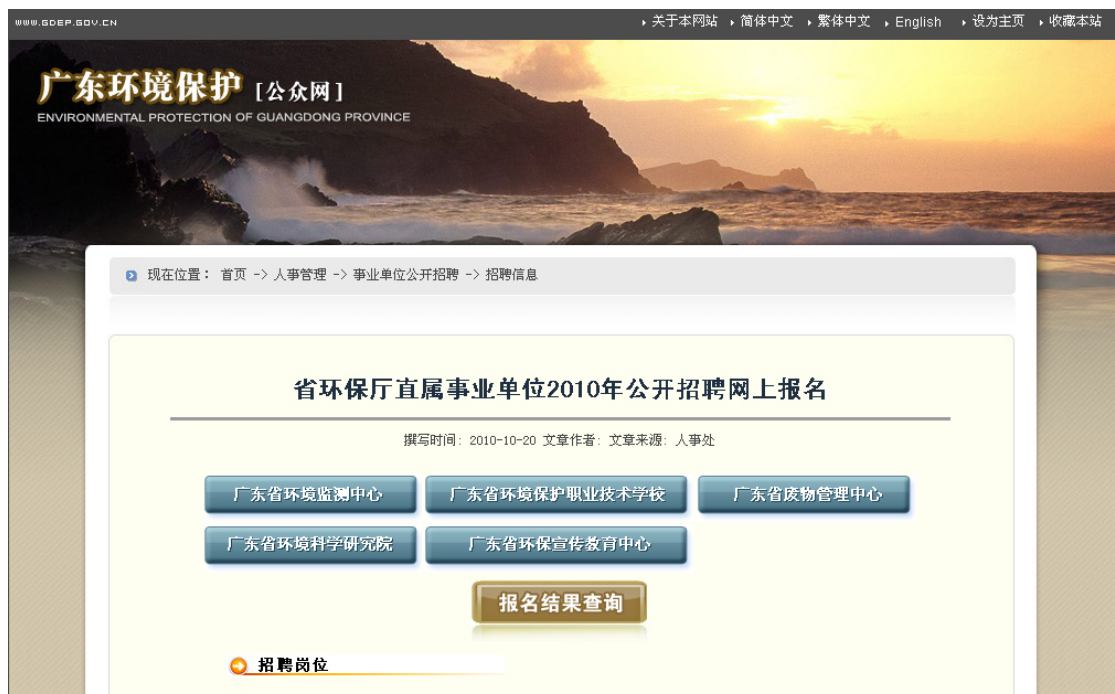 WWW.GDEP.GOV.CN 关于本网站 简体中文 繁体中文 English 设为主页 收藏本站
广东环境保护 [公众网]
ENVIRONMENTAL PROTECTION OF GUANGDONG PROVINCE
现在位置： 首页 -> 人事管理 -> 事业单位公开招聘 -> 招聘信息
省环保厅直属事业单位2010年公开招聘网上报名
撰写时间：2010-10-20 文章作者：文章来源：人事处
广东省环境监测中心 广东省环境保护职业技术学校 广东省废物管理中心
广东省环境科学研究院 广东省环保宣传教育中心
报名结果查询
招聘岗位